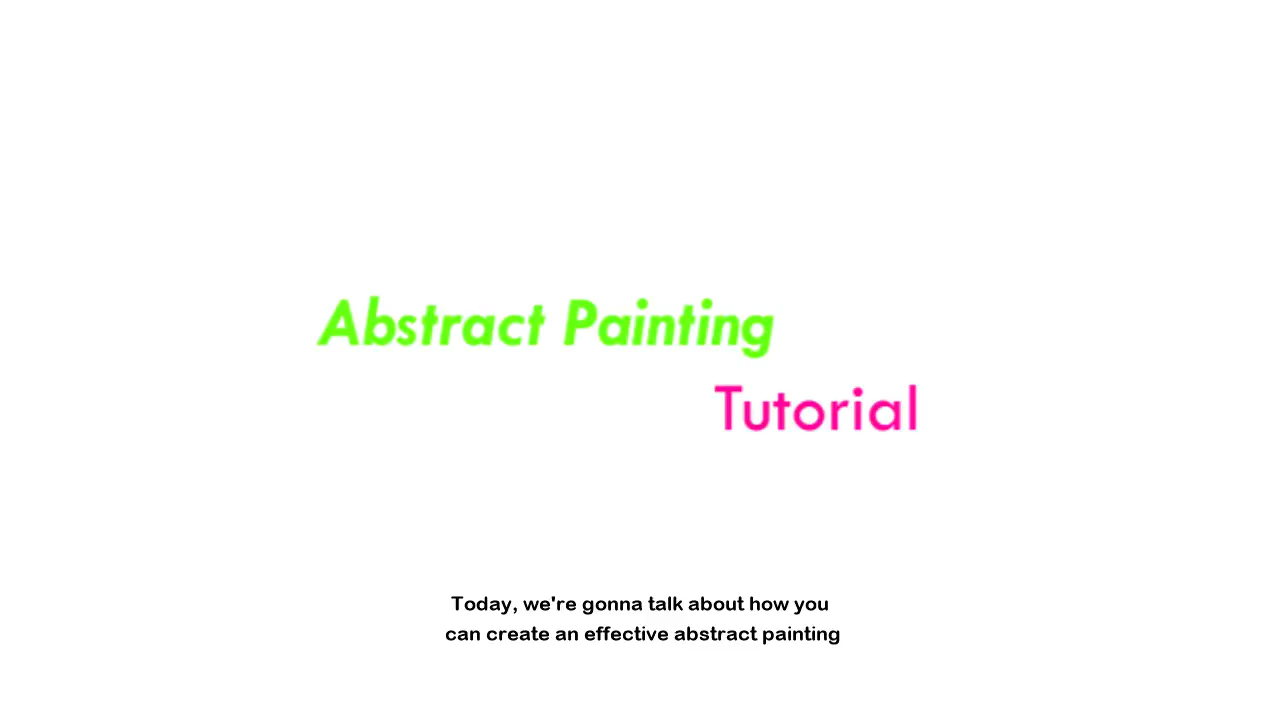 Abstract Painting
Tutorial
Today, we're gonna talk about how you
can create an effective abstract painting